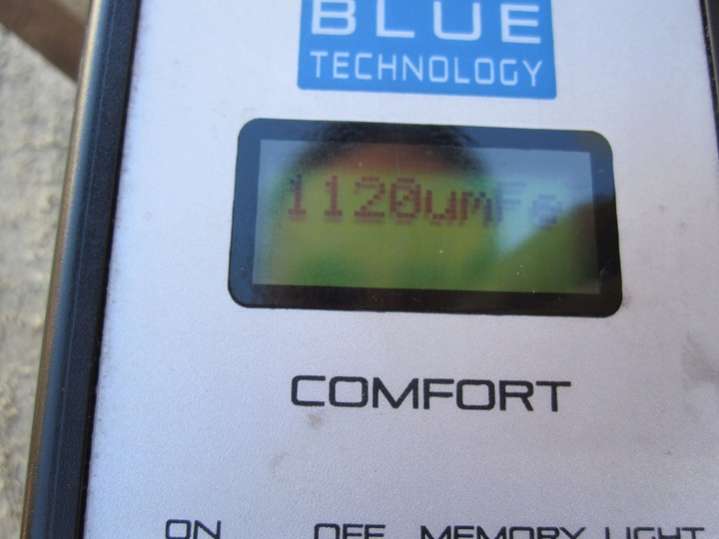 BLUE
TECHNOLOGY
1120umFe
COMFORT
ON OFF MEMORY LIGHT